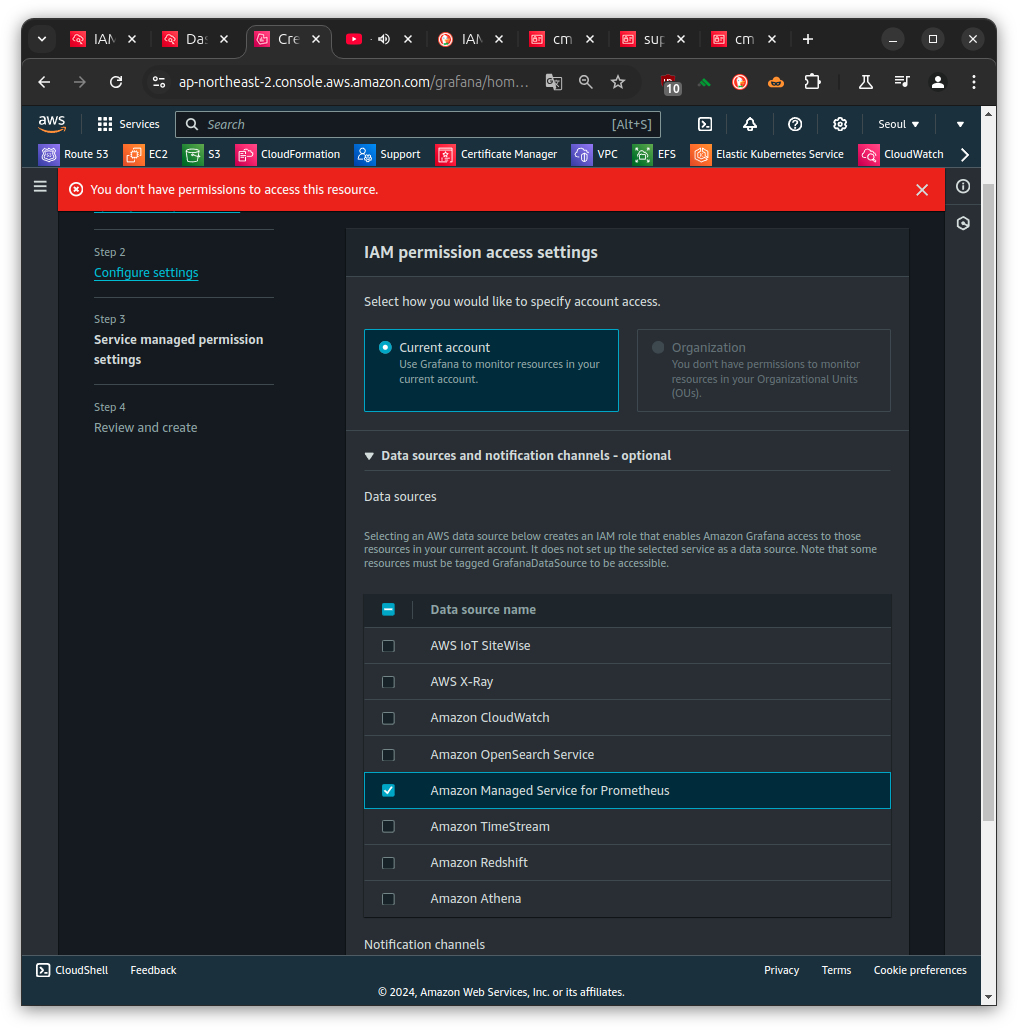 IAM
Das
Cre
IAM
cm
sup
cm
ap-northeast-2.console.aws.amazon.com/grafana/hom...
10
aws
Services
Search
[Alt+S]
Seoul
Route 53
EC2
S3
CloudFormation
Support
Certificate Manager
VPC
EFS
Elastic Kubernetes Service
CloudWatch
You don't have permissions to access this resource.
Step 2
Configure settings
Step 3
Service managed permission
settings
Step 4
Review and create
IAM permission access settings
Select how you would like to specify account access.
Current account
Use Grafana to monitor resources in your
current account.
Organization
You don't have permissions to monitor
resources in your Organizational Units
(OUs).
Data sources and notification channels - optional
Data sources
Selecting an AWS data source below creates an IAM role that enables Amazon Grafana access to those
resources in your current account. It does not set up the selected service as a data source. Note that some
resources must be tagged GrafanaDataSource to be accessible.
Data source name
AWS IoT SiteWise
AWS X-Ray
Amazon CloudWatch
Amazon OpenSearch Service
Amazon Managed Service for Prometheus
Amazon TimeStream
Amazon Redshift
Amazon Athena
Notification channels
CloudShell
Feedback
Privacy
Terms
Cookie preferences
© 2024, Amazon Web Services, Inc. or its affiliates.